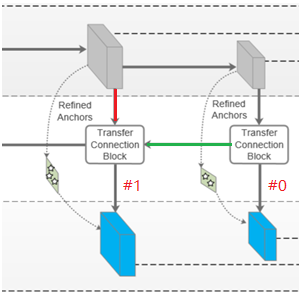 Refined
Anchors
Refined
Anchors
Transfer
Connection
Block
Transfer
Connection
Block
#1
#0